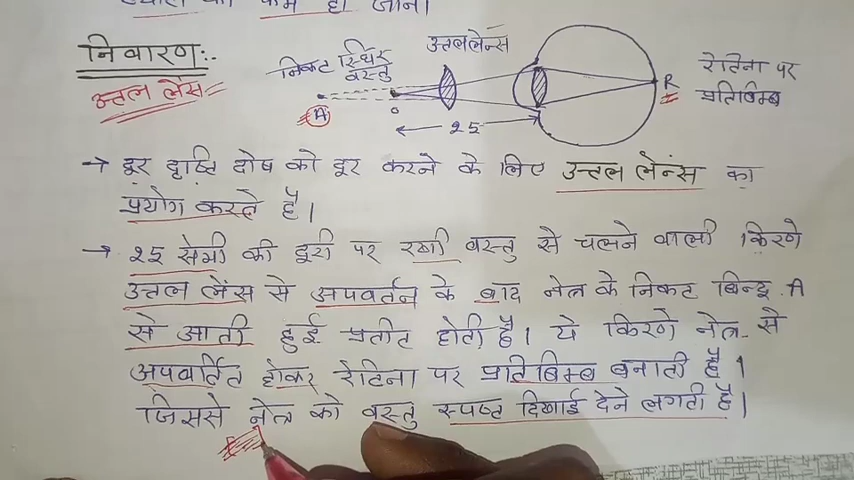 को कम हो जाना
निवारण:-
उत्तल लेंस
निकट स्थित वस्तु
उत्तल लेन्स
A
o
25
R
रेटिना पर
प्रतिबिम्ब
→ दूर दृष्टि दोष को दूर करने के लिए उत्तल लेन्स का
प्रयोग करते है।
→ 25 सेमी की दूरी पर रखी वस्तु से चलने वाली किरणे
उत्तल लेंस से अपवर्तन के बाद नेत्र के निकट बिन्दू A
से आती हुई प्रतीत होती है। ये किरणे नेत्र से
अपवर्तित होकर रेटिना पर प्रतिबिम्ब बनाती है।
जिससे नेत्र को वस्तु स्पष्ट दिखाई देने लगती है।